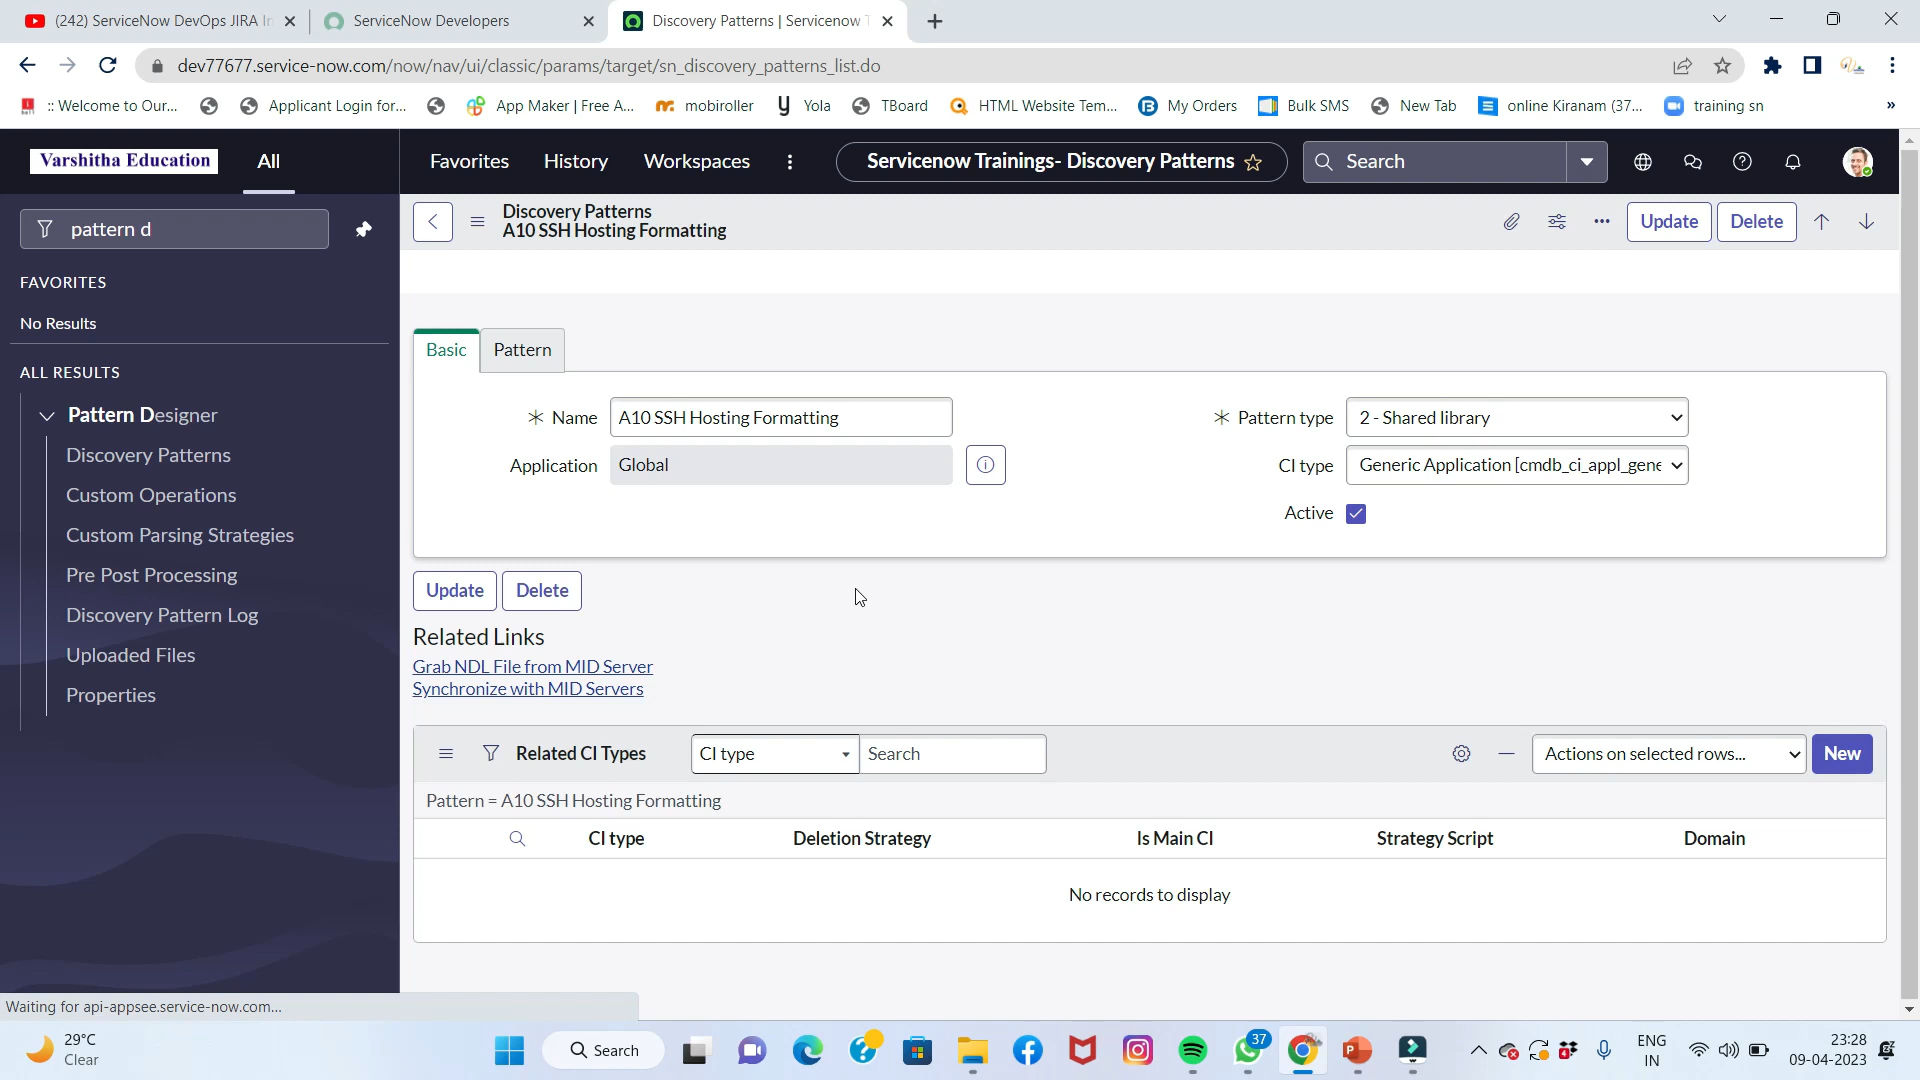 (242) ServiceNow DevOps JIRA In
ServiceNow Developers
Discovery Patterns | Servicenow T
dev77677.service-now.com/now/nav/ui/classic/params/target/sn_discovery_patterns_list.do
:: Welcome to Our...
Applicant Login for...
App Maker | Free A...
mobiroller
Yola
TBoard
HTML Website Tem...
My Orders
Bulk SMS
New Tab
online Kiranam (37...
training sn
»
Varshitha Education
All
Favorites
History
Workspaces
Servicenow Trainings- Discovery Patterns
Search
pattern d
Discovery Patterns
A10 SSH Hosting Formatting
Update
Delete
FAVORITES
No Results
ALL RESULTS
Pattern Designer
Discovery Patterns
Custom Operations
Custom Parsing Strategies
Pre Post Processing
Discovery Pattern Log
Uploaded Files
Properties
Basic
Pattern
Name
A10 SSH Hosting Formatting
Pattern type
2 - Shared library
Application
Global
CI type
Generic Application [cmdb_ci_appl_gene
Active
Update
Delete
Related Links
Grab NDL File from MID Server
Synchronize with MID Servers
Related CI Types
CI type
Search
Actions on selected rows...
New
Pattern = A10 SSH Hosting Formatting
CI type
Deletion Strategy
Is Main CI
Strategy Script
Domain
No records to display
Waiting for api-appsee.service-now.com...
29°C
Clear
Search
37
ENG
IN
23:28
09-04-2023